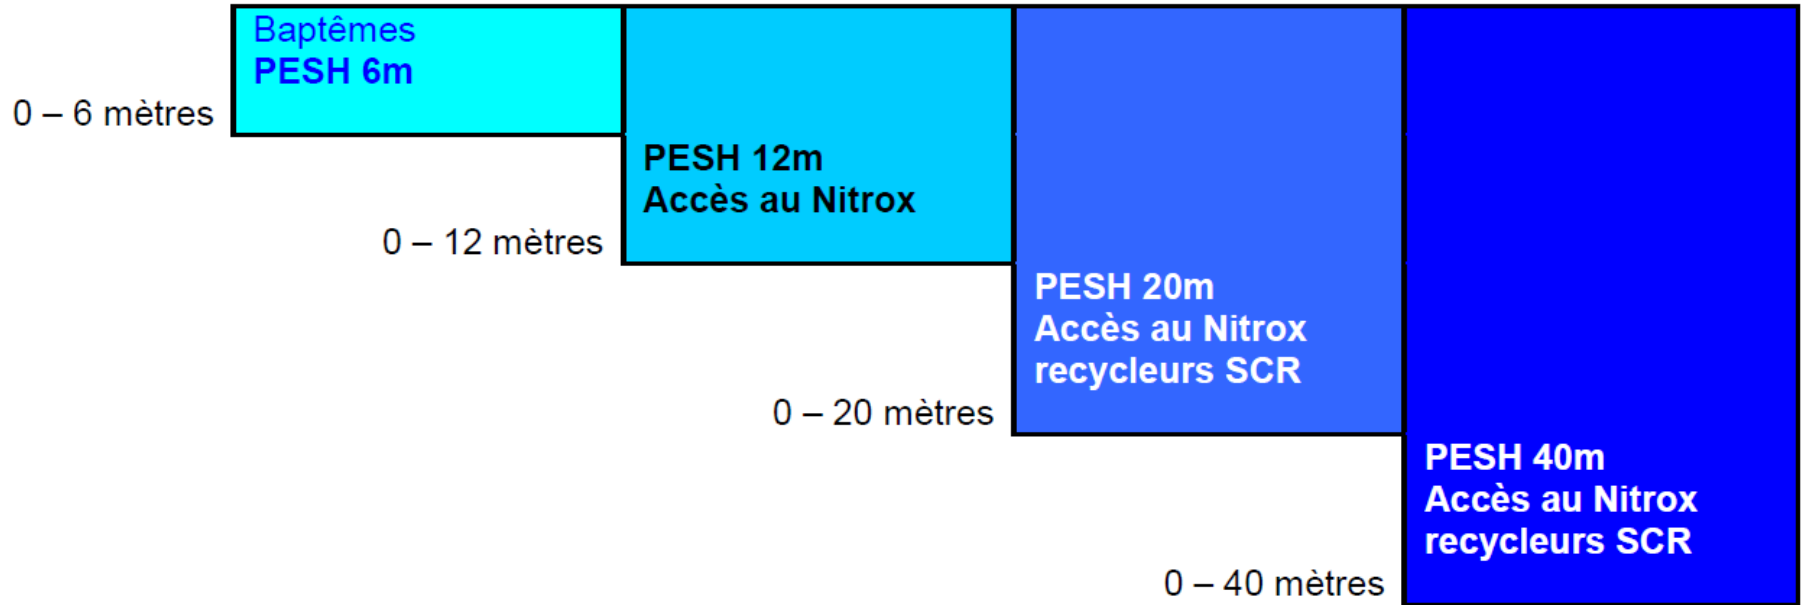 Baptêmes
PESH 6m
0 – 6 mètres
PESH 12m
Accès au Nitrox
0 – 12 mètres
PESH 20m
Accès au Nitrox
recycleurs SCR
0 – 20 mètres
PESH 40m
Accès au Nitrox
recycleurs SCR
0 – 40 mètres